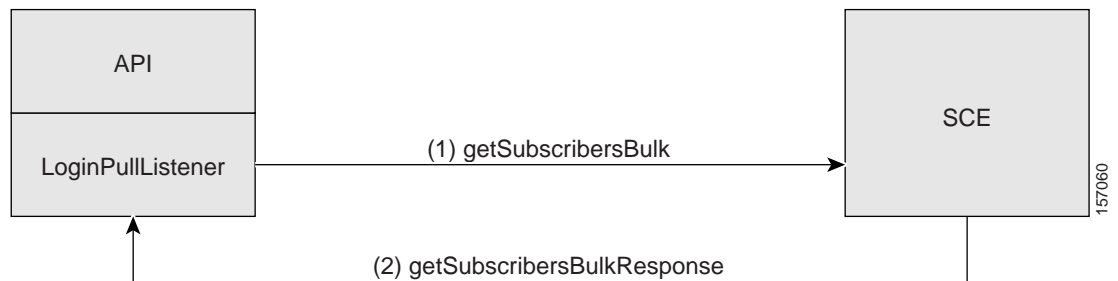 API
LoginPullListener
(1) getSubscribersBulk
SCE
157060
(2) getSubscribersBulkResponse